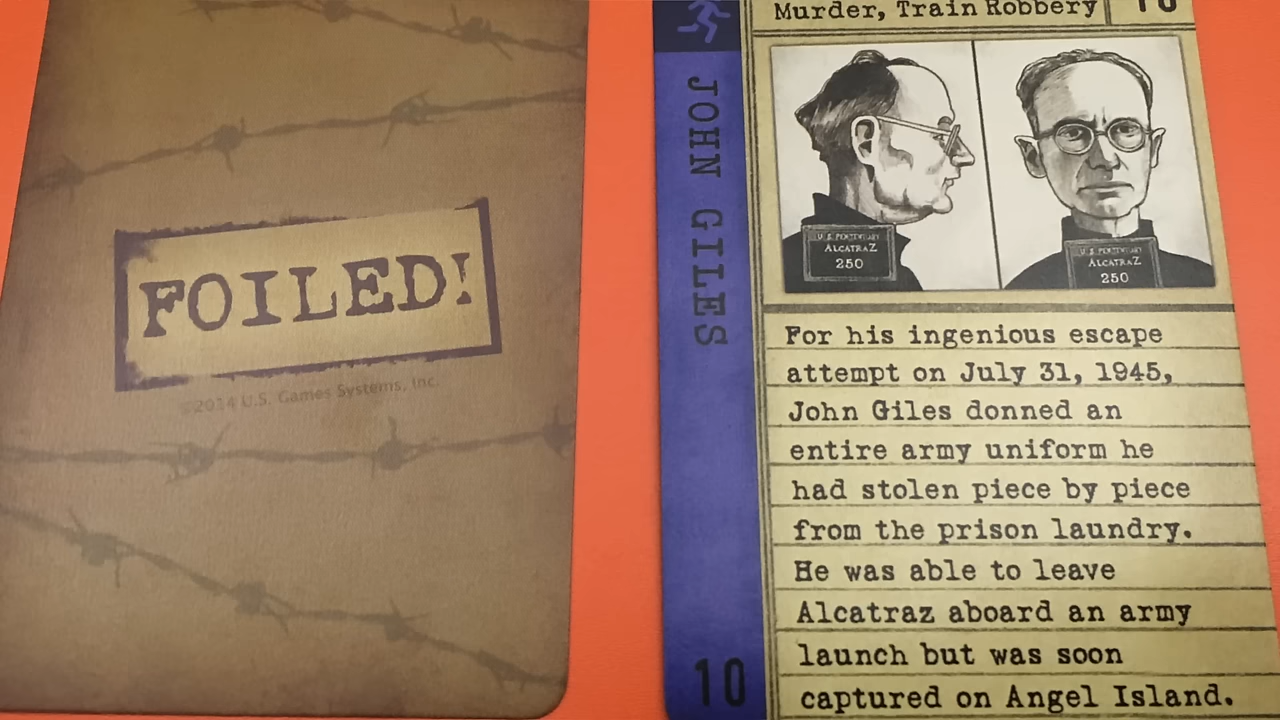 FOILED!
©2014 U.S. Games Systems, Inc.
Murder, Train Robbery
10
JOHN GILES
U.S. PENITENTIARY
ALCATRAZ
250
U.S. PENITENTIARY
ALCATRAZ
250
For his ingenious escape
attempt on July 31, 1945,
John Giles donned an
entire army uniform he
had stolen piece by piece
from the prison laundry.
He was able to leave
Alcatraz aboard an army
launch but was soon
captured on Angel Island.
10